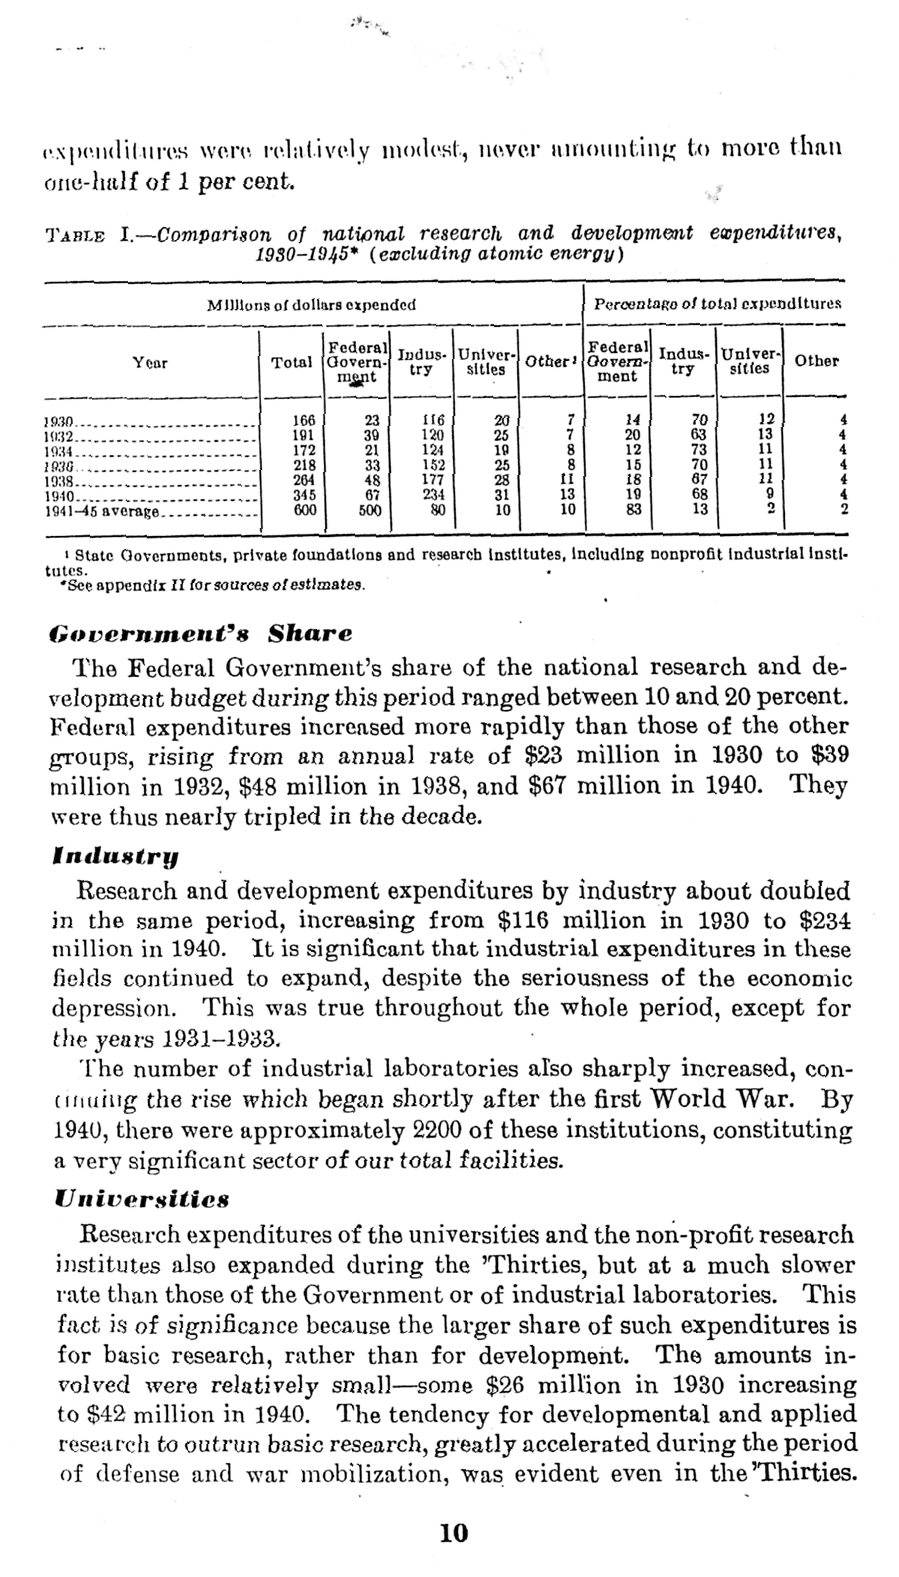 expenditures were relatively modest, never amounting to more than
one-half of 1 per cent.
TABLE I.—Comparison of national research and development expenditures,
1930–1945* (excluding atomic energy)
Millions of dollars expended Percentage of total expenditures
Year Total Federal Govern-ment Indus-try Univer-sities Other¹ Federal Govern-ment Indus-try Univer-sities Other
1930 166 23 116 20 7 14 70 12 4
1932 191 39 120 25 7 20 63 13 4
1934 172 21 124 19 8 12 73 11 4
1936 218 33 152 25 8 15 70 11 4
1938 264 48 177 28 11 18 67 11 4
1940 345 67 234 31 13 19 68 9 4
1941–45 average 600 500 80 10 10 83 13 2 2
¹ State Governments, private foundations and research institutes, including nonprofit industrial insti-
tutes.
*See appendix II for sources of estimates.
Government's Share
The Federal Government's share of the national research and de-
velopment budget during this period ranged between 10 and 20 percent.
Federal expenditures increased more rapidly than those of the other
groups, rising from an annual rate of $23 million in 1930 to $39
million in 1932, $48 million in 1938, and $67 million in 1940. They
were thus nearly tripled in the decade.
Industry
Research and development expenditures by industry about doubled
in the same period, increasing from $116 million in 1930 to $234
million in 1940. It is significant that industrial expenditures in these
fields continued to expand, despite the seriousness of the economic
depression. This was true throughout the whole period, except for
the years 1931–1933.
The number of industrial laboratories also sharply increased, con-
tinuing the rise which began shortly after the first World War. By
1940, there were approximately 2200 of these institutions, constituting
a very significant sector of our total facilities.
Universities
Research expenditures of the universities and the non-profit research
institutes also expanded during the 'Thirties, but at a much slower
rate than those of the Government or of industrial laboratories. This
fact is of significance because the larger share of such expenditures is
for basic research, rather than for development. The amounts in-
volved were relatively small—some $26 million in 1930 increasing
to $42 million in 1940. The tendency for developmental and applied
research to outrun basic research, greatly accelerated during the period
of defense and war mobilization, was evident even in the 'Thirties.
10